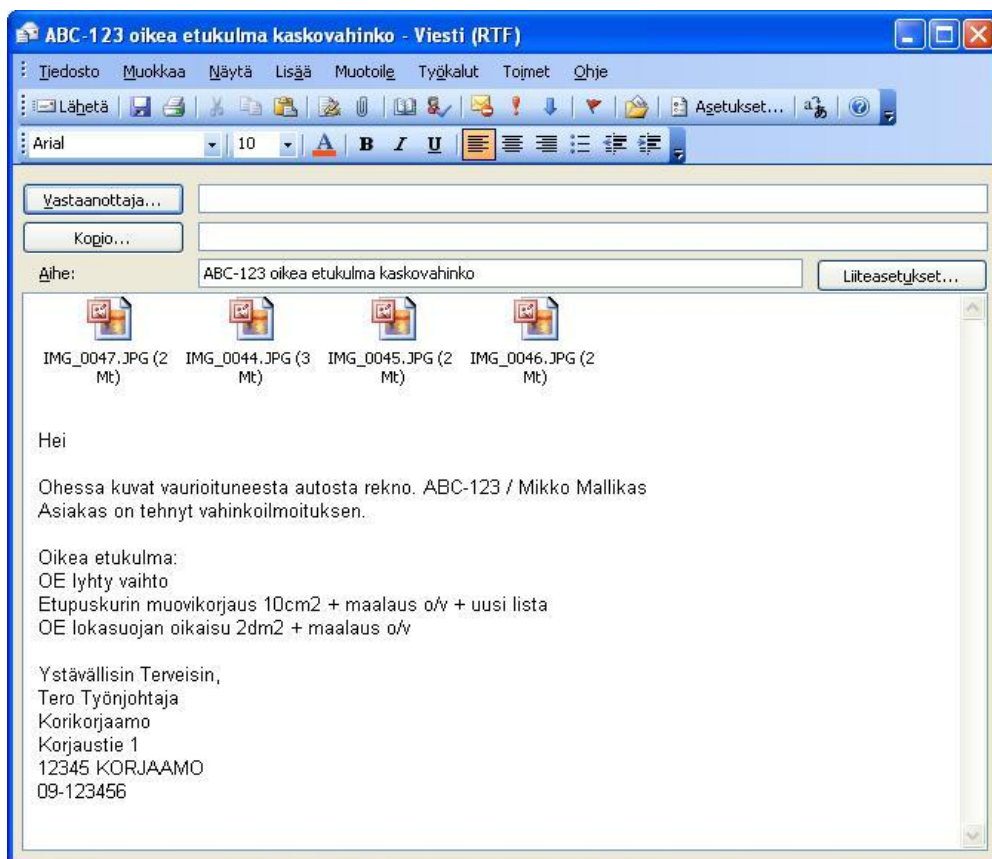 ABC-123 oikea etukulma kaskovahinko - Viesti (RTF)
Tiedosto Muokkaa Näytä Lisää Muotoile Työkalut Toimet Ohje
Lähetä Asetukset...
Arial 10 A B I U
Vastaanottaja...
Kopio...
Aihe: ABC-123 oikea etukulma kaskovahinko Liiteasetukset...
IMG_0047.JPG (2 Mt) IMG_0044.JPG (3 Mt) IMG_0045.JPG (2 Mt) IMG_0046.JPG (2 Mt)
Hei
Ohessa kuvat vaurioituneesta autosta rekno. ABC-123 / Mikko Mallikas
Asiakas on tehnyt vahinkoilmoituksen.
Oikea etukulma:
OE lyhty vaihto
Etupuskurin muovikorjaus 10cm2 + maalaus o/v + uusi lista
OE lokasuojan oikaisu 2dm2 + maalaus o/v
Ystävällisin Terveisin,
Tero Työnjohtaja
Korikorjaamo
Korjaustie 1
12345 KORJAAMO
09-123456